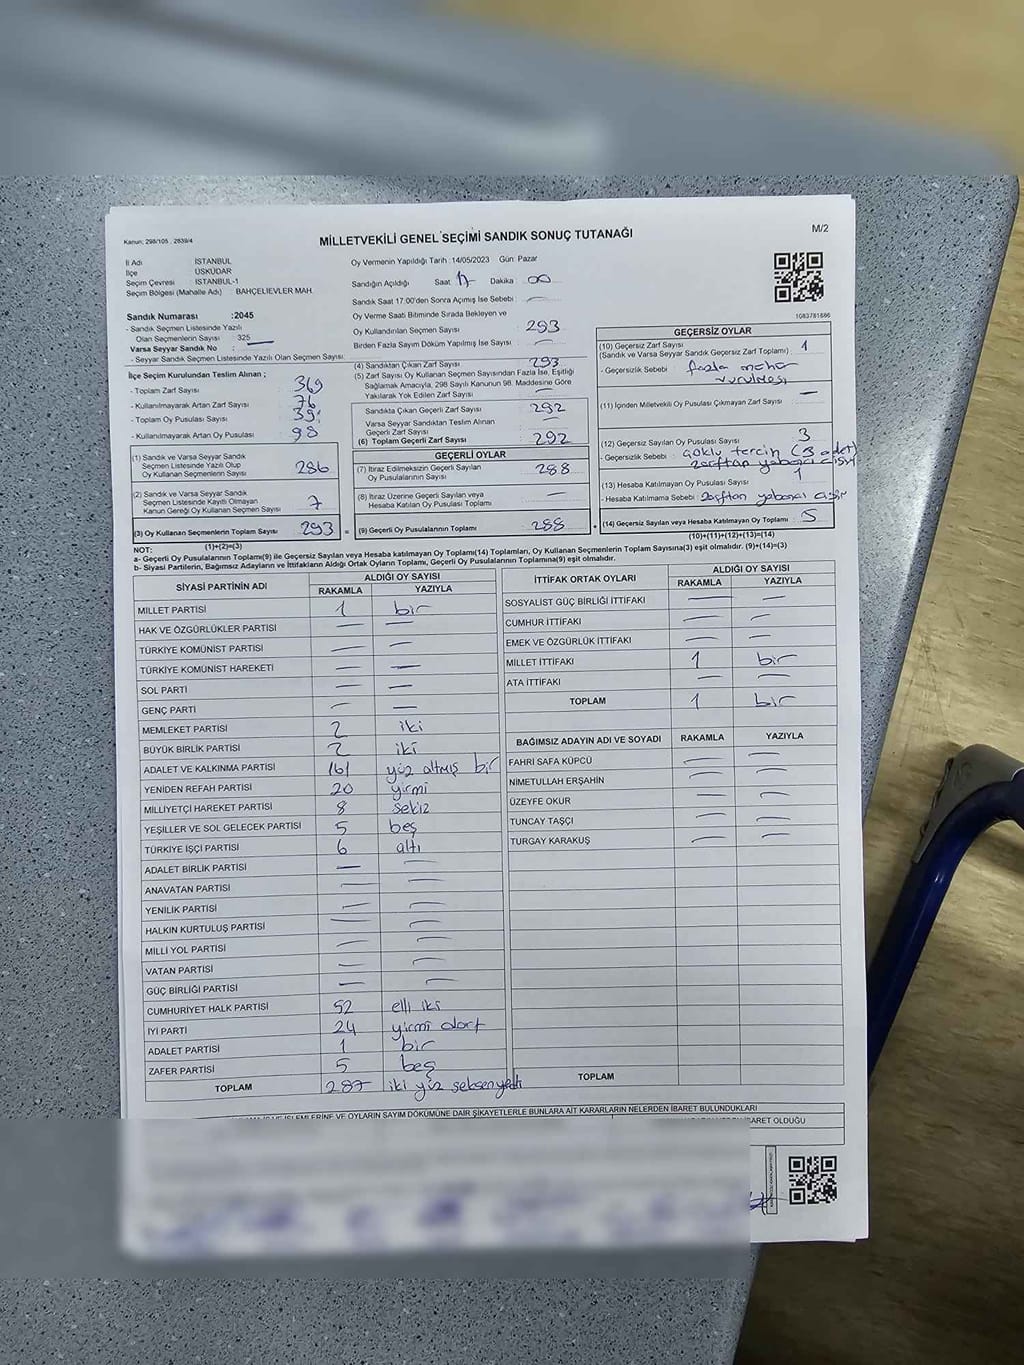 Kanun; 298/105 , 2839/4
MİLLETVEKİLİ GENEL SEÇİMİ SANDIK SONUÇ TUTANAĞI
M/2
İl Adı : İSTANBUL
İlçe : ÜSKÜDAR
Seçim Çevresi : İSTANBUL-1
Seçim Bölgesi (Mahalle Adı) : BAHÇELİEVLER MAH.
Sandık Numarası :2045
- Sandık Seçmen Listesinde Yazılı
Olan Seçmenlerin Sayısı : 325
Varsa Seyyar Sandık No :
- Seyyar Sandık Seçmen Listesinde Yazılı Olan Seçmen Sayısı:
Oy Vermenin Yapıldığı Tarih :14/05/2023 Gün: Pazar
Sandığın Açıldığı Saat 17 Dakika : 00
Sandık Saat 17:00'den Sonra Açımış İse Sebebi : —
Oy Verme Saati Bitiminde Sırada Bekleyen ve
Oy Kullandırılan Seçmen Sayısı : 293
Birden Fazla Sayım Döküm Yapılmış İse Sayısı : —
1083781886
İlçe Seçim Kurulundan Teslim Alınan ;
- Toplam Zarf Sayısı : 369
- Kullanılmayarak Artan Zarf Sayısı : 76
- Toplam Oy Pusulası Sayısı
- Kullanılmayarak Artan Oy Pusulası : 98
(1) Sandık ve Varsa Seyyar Sandık
Seçmen Listesinde Yazılı Olup
Oy Kullanan Seçmenlerin Sayısı : 286
(2) Sandık ve Varsa Seyyar Sandık
Seçmen Listesinde Kayıtlı Olmayan
Kanun Gereği Oy Kullanan Seçmen Sayısı : 7
(3) Oy Kullanan Seçmenlerin Toplam Sayısı : 293
(1)+(2)=(3)
(4) Sandıktan Çıkan Zarf Sayısı : 293
(5) Zarf Sayısı Oy Kullanan Seçmen Sayısından Fazla İse, Eşitliği
Sağlamak Amacıyla, 298 Sayılı Kanunun 98. Maddesine Göre
Yakılarak Yok Edilen Zarf Sayısı : —
Sandıkta Çıkan Geçerli Zarf Sayısı : 292
Varsa Seyyar Sandıktan Teslim Alınan
Geçerli Zarf Sayısı : —
(6) Toplam Geçerli Zarf Sayısı : 292
GEÇERLİ OYLAR
(7) İtiraz Edilmeksizin Geçerli Sayılan
Oy Pusulalarının Sayısı : 288
(8) İtiraz Üzerine Geçerli Sayılan veya
Hesaba Katılan Oy Pusulası Toplamı : —
= (9) Geçerli Oy Pusulalarının Toplamı : 288
GEÇERSİZ OYLAR
(10) Geçersiz Zarf Sayısı : 1
(Sandık ve Varsa Seyyar Sandık Geçersiz Zarf Toplamı)
- Geçersizlik Sebebi : fazla mühür
vurulması
(11) İçinden Milletvekili Oy Pusulası Çıkmayan Zarf Sayısı : —
(12) Geçersiz Sayılan Oy Pusulası Sayısı : 3
- Geçersizlik Sebebi : çoklu tercih (3 adet)
zarftan yabancı cisim
(13) Hesaba Katılmayan Oy Pusulası Sayısı : 1
- Hesaba Katılmama Sebebi : zarftan yabancı
+ (14) Geçersiz Sayılan veya Hesaba Katılmayan Oy Toplamı : 5
(10)+(11)+(12)+(13)=(14)
NOT:
a- Geçerli Oy Pusulalarının Toplamı(9) ile Geçersiz Sayılan veya Hesaba katılmayan Oy Toplamı(14) Toplamları, Oy Kullanan Seçmenlerin Toplam Sayısına(3) eşit olmalıdır. (9)+(14)=(3)
b- Siyasi Partilerin, Bağımsız Adayların ve İttifakların Aldığı Ortak Oyların Toplamı, Geçerli Oy Pusulalarının Toplamına(9) eşit olmalıdır.
SİYASİ PARTİNİN ADI ALDIĞI OY SAYISI
RAKAMLA YAZIYLA
MİLLET PARTİSİ 1 bir
HAK VE ÖZGÜRLÜKLER PARTİSİ — —
TÜRKİYE KOMÜNİST PARTİSİ — —
TÜRKİYE KOMÜNİST HAREKETİ — —
SOL PARTİ — —
GENÇ PARTİ — —
MEMLEKET PARTİSİ 2 iki
BÜYÜK BİRLİK PARTİSİ 2 iki
ADALET VE KALKINMA PARTİSİ 161 yüz altmış bir
YENİDEN REFAH PARTİSİ 20 yirmi
MİLLİYETÇİ HAREKET PARTİSİ 8 sekiz
YEŞİLLER VE SOL GELECEK PARTİSİ 5 beş
TÜRKİYE İŞÇİ PARTİSİ 6 altı
ADALET BİRLİK PARTİSİ — —
ANAVATAN PARTİSİ — —
YENİLİK PARTİSİ — —
HALKIN KURTULUŞ PARTİSİ — —
MİLLİ YOL PARTİSİ — —
VATAN PARTİSİ — —
GÜÇ BİRLİĞİ PARTİSİ — —
CUMHURİYET HALK PARTİSİ 52 elli iki
İYİ PARTİ 24 yirmi dört
ADALET PARTİSİ 1 bir
ZAFER PARTİSİ 5 beş
TOPLAM 287 iki yüz seksen yedi
İTTİFAK ORTAK OYLARI ALDIĞI OY SAYISI
RAKAMLA YAZIYLA
SOSYALİST GÜÇ BİRLİĞİ İTTİFAKI — —
CUMHUR İTTİFAKI — —
EMEK VE ÖZGÜRLÜK İTTİFAKI — —
MİLLET İTTİFAKI 1 bir
ATA İTTİFAKI — —
TOPLAM 1 bir
BAĞIMSIZ ADAYIN ADI VE SOYADI RAKAMLA YAZIYLA
FAHRİ SAFA KÜPCÜ — —
NİMETULLAH ERŞAHİN — —
ÜZEYFE OKUR — —
TUNCAY TAŞÇI — —
TURGAY KARAKUŞ — —
TOPLAM
İŞLEMLERİNE VE OYLARIN SAYIM DÖKÜMÜNE DAİR ŞİKAYETLERLE BUNLARA AİT KARARLARIN NELERDEN İBARET BULUNDUKLARI
İBARET OLDUĞU